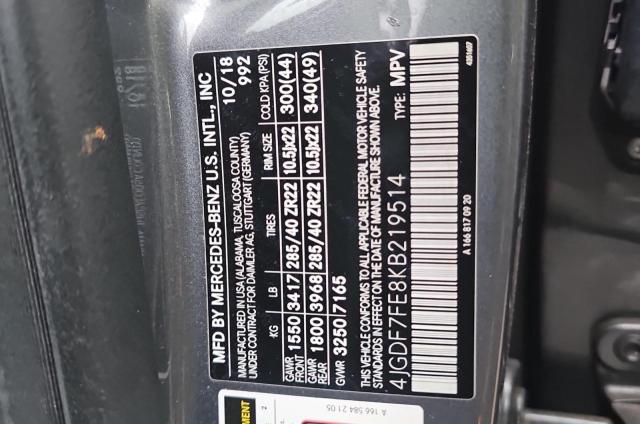 MFD BY MERCEDES-BENZ U.S. INTL., INC
10/18
MANUFACTURED IN USA (ALABAMA, TUSCALOOSA COUNTY)
992
UNDER CONTRACT FOR DAIMLER AG, STUTTGART (GERMANY)
KG LB TIRES RIM SIZE COLD KPA(PSI)
GAWR FRONT 1550 3417 285/40 ZR22 10.5Jx22 300(44)
GAWR REAR 1800 3968 285/40 ZR22 10.5Jx22 340(49)
GVWR 3250 7165
THIS VEHICLE CONFORMS TO ALL APPLICABLE FEDERAL MOTOR VEHICLE SAFETY
STANDARDS IN EFFECT ON THE DATE OF MANUFACTURE SHOWN ABOVE.
4JGDF7FE8KB219514 TYPE: MPV
A 166 817 09 20
A 166 584 21 05